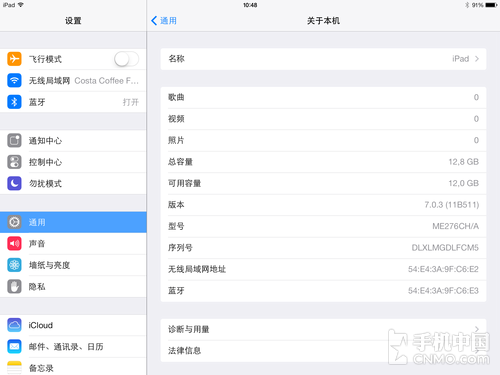 iPad
10:48
91%
设置
通用
关于本机
飞行模式
无线局域网 Costa Coffee F...
蓝牙 打开
通知中心
控制中心
勿扰模式
通用
声音
墙纸与亮度
隐私
iCloud
邮件、通讯录、日历
备忘录
名称 iPad
歌曲 0
视频 0
照片 0
总容量 12.8 GB
可用容量 12.0 GB
版本 7.0.3 (11B511)
型号 ME276CH/A
序列号 DLXLMGDLFCM5
无线局域网地址 54:E4:3A:9F:C6:E2
蓝牙 54:E4:3A:9F:C6:E3
诊断与用量
法律信息
手机中国
CNMO.com